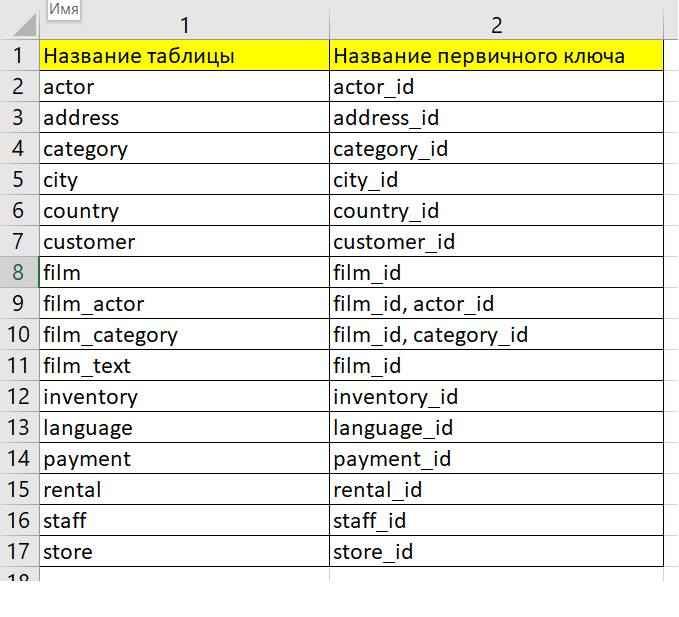 Имя
1 2
1 Название таблицы Название первичного ключа
2 actor actor_id
3 address address_id
4 category category_id
5 city city_id
6 country country_id
7 customer customer_id
8 film film_id
9 film_actor film_id, actor_id
10 film_category film_id, category_id
11 film_text film_id
12 inventory inventory_id
13 language language_id
14 payment payment_id
15 rental rental_id
16 staff staff_id
17 store store_id
18